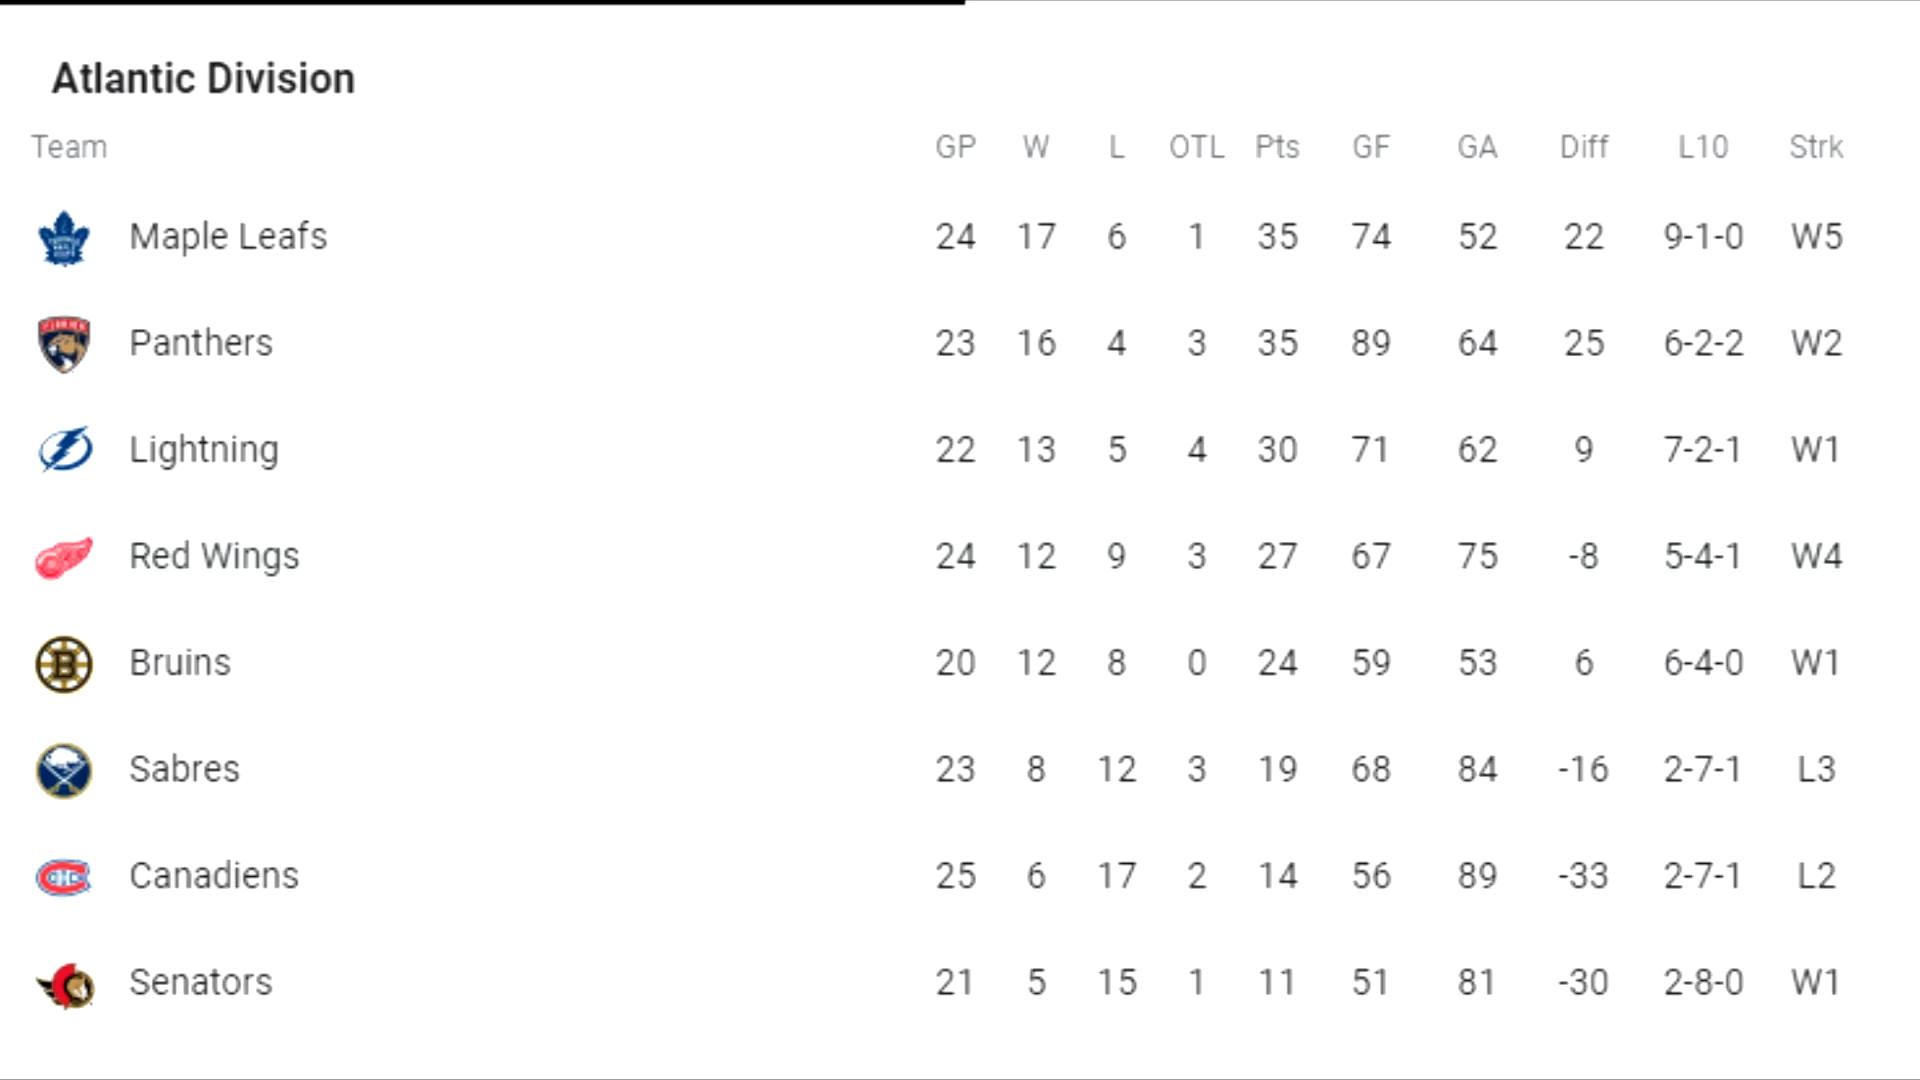 Atlantic Division
Team GP W L OTL Pts GF GA Diff L10 Strk
Maple Leafs 24 17 6 1 35 74 52 22 9-1-0 W5
Panthers 23 16 4 3 35 89 64 25 6-2-2 W2
Lightning 22 13 5 4 30 71 62 9 7-2-1 W1
Red Wings 24 12 9 3 27 67 75 -8 5-4-1 W4
Bruins 20 12 8 0 24 59 53 6 6-4-0 W1
Sabres 23 8 12 3 19 68 84 -16 2-7-1 L3
Canadiens 25 6 17 2 14 56 89 -33 2-7-1 L2
Senators 21 5 15 1 11 51 81 -30 2-8-0 W1